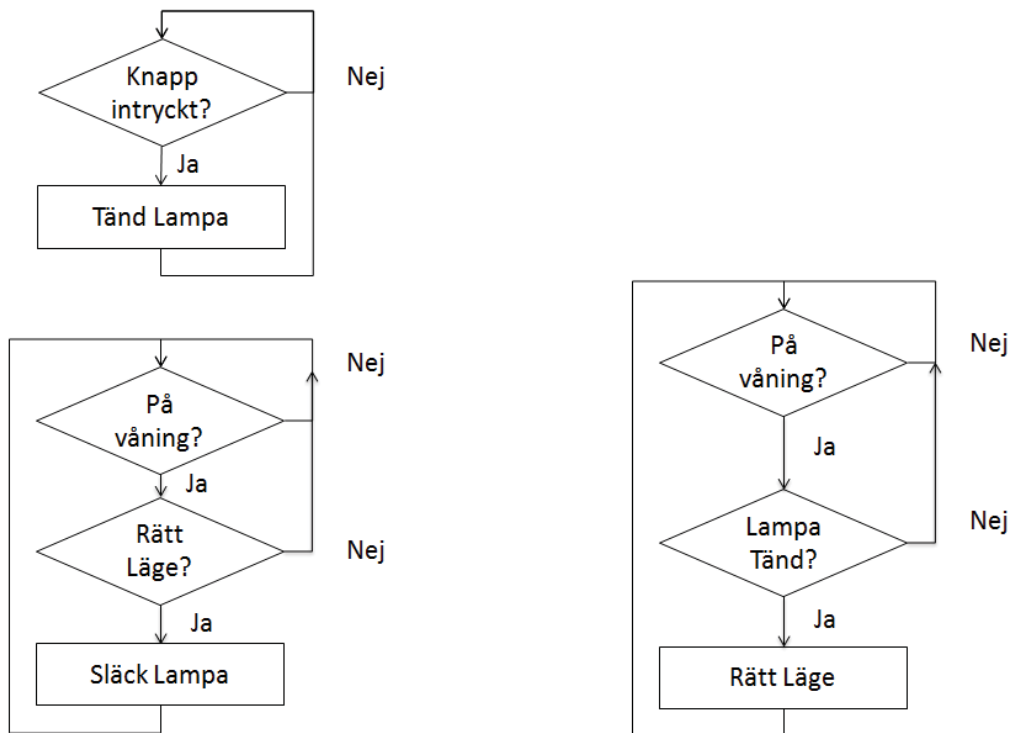 Knapp
intryckt?
Nej
Ja
Tänd Lampa
På
våning?
Nej
Ja
Rätt
Läge?
Nej
Ja
Släck Lampa
På
våning?
Nej
Ja
Lampa
Tänd?
Nej
Ja
Rätt Läge